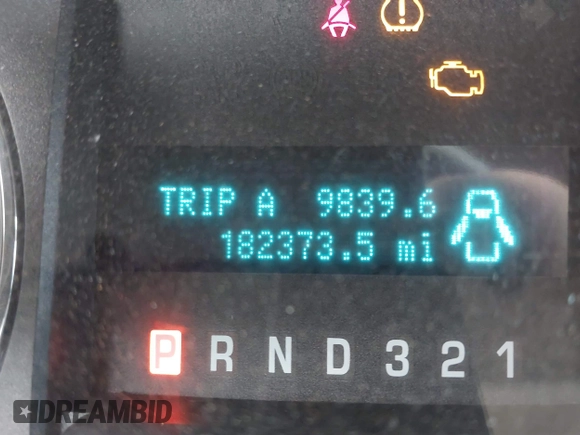 TRIP A 9839.6
182373.5 mi
P R N D 3 2 1
DREAMBID